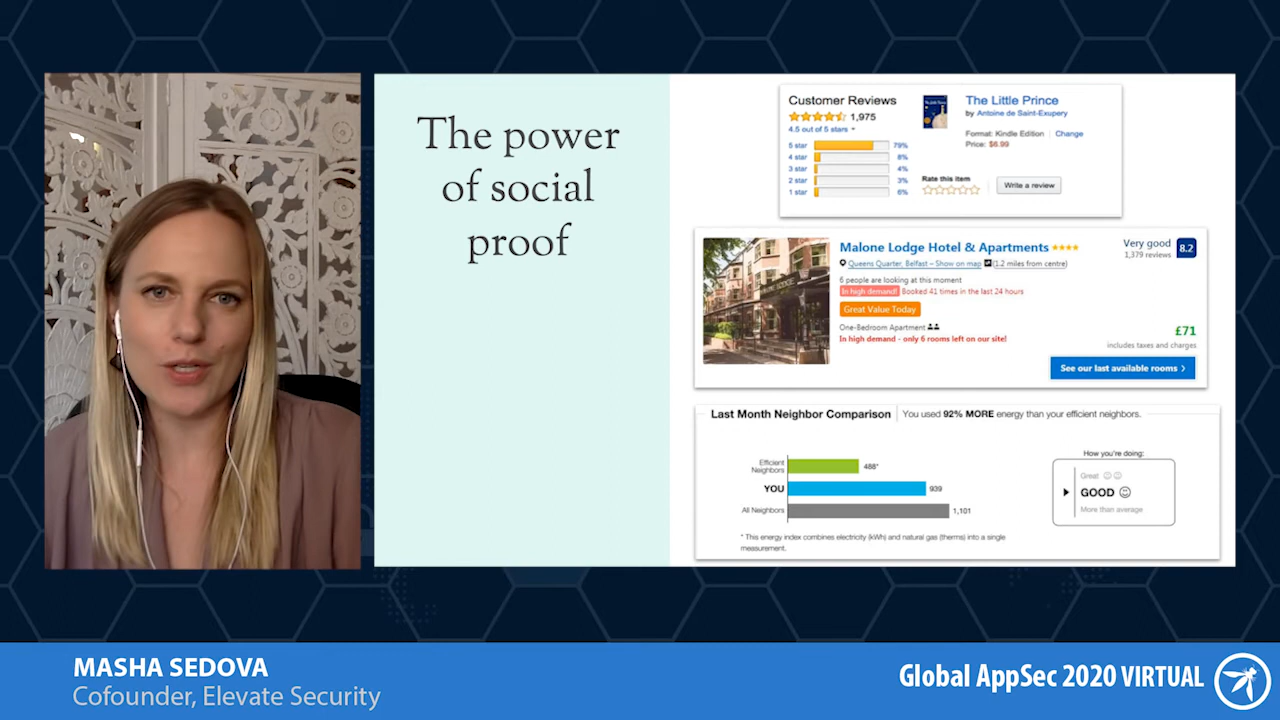 The power
of social
proof
Customer Reviews
1,975
4.5 out of 5 stars
5 star 79%
4 star 8%
3 star 4%
2 star 3%
1 star 6%
The Little Prince
by Antoine de Saint-Exupery
Format: Kindle Edition | Change
Price: $6.99
Rate this item
Write a review
Malone Lodge Hotel & Apartments
Queens Quarter, Belfast – Show on map (1.2 miles from centre)
6 people are looking at this moment
In high demand! Booked 41 times in the last 24 hours
Great Value Today
One-Bedroom Apartment
In high demand - only 6 rooms left on our site!
Very good 8.2
1,379 reviews
£71
includes taxes and charges
See our last available rooms
Last Month Neighbor Comparison | You used 92% MORE energy than your efficient neighbors.
Efficient
Neighbors 488*
YOU 939
All Neighbors 1,101
* This energy index combines electricity (kWh) and natural gas (therms) into a single
measurement.
How you're doing:
Great
GOOD
More than average
MASHA SEDOVA
Cofounder, Elevate Security
Global AppSec 2020 VIRTUAL